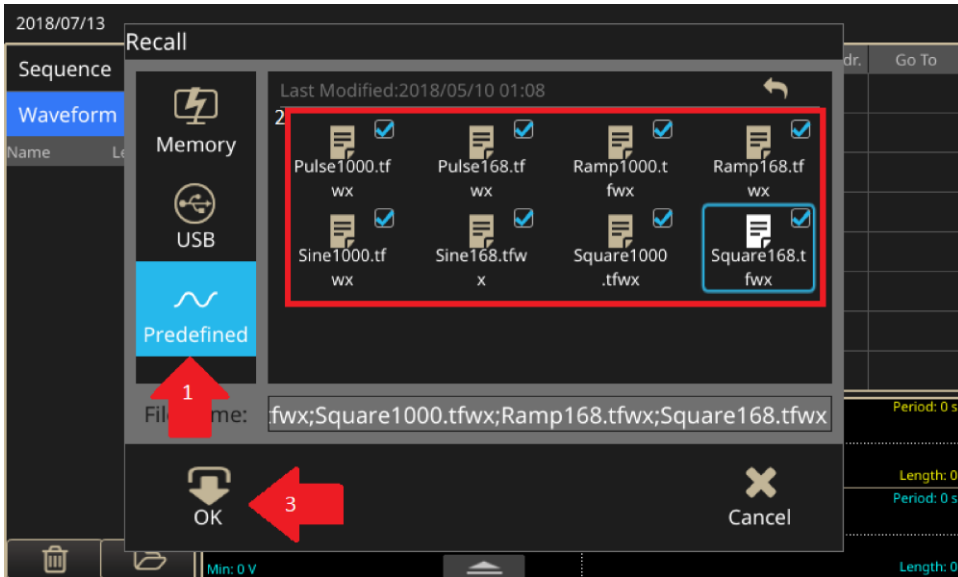 2018/07/13
Recall
Sequence
Waveform
Name Le
dr. Go To
Memory
USB
Predefined
1
Last Modified:2018/05/10 01:08
2
Pulse1000.tf
wx
Pulse168.tf
wx
Ramp1000.t
fwx
Ramp168.tf
wx
Sine1000.tf
wx
Sine168.tfw
x
Square1000
.tfwx
Square168.t
fwx
File me:
fwx;Square1000.tfwx;Ramp168.tfwx;Square168.tfwx
OK
3
Cancel
Period: 0 s
Length: 0
Period: 0 s
Length: 0
Min: 0 V